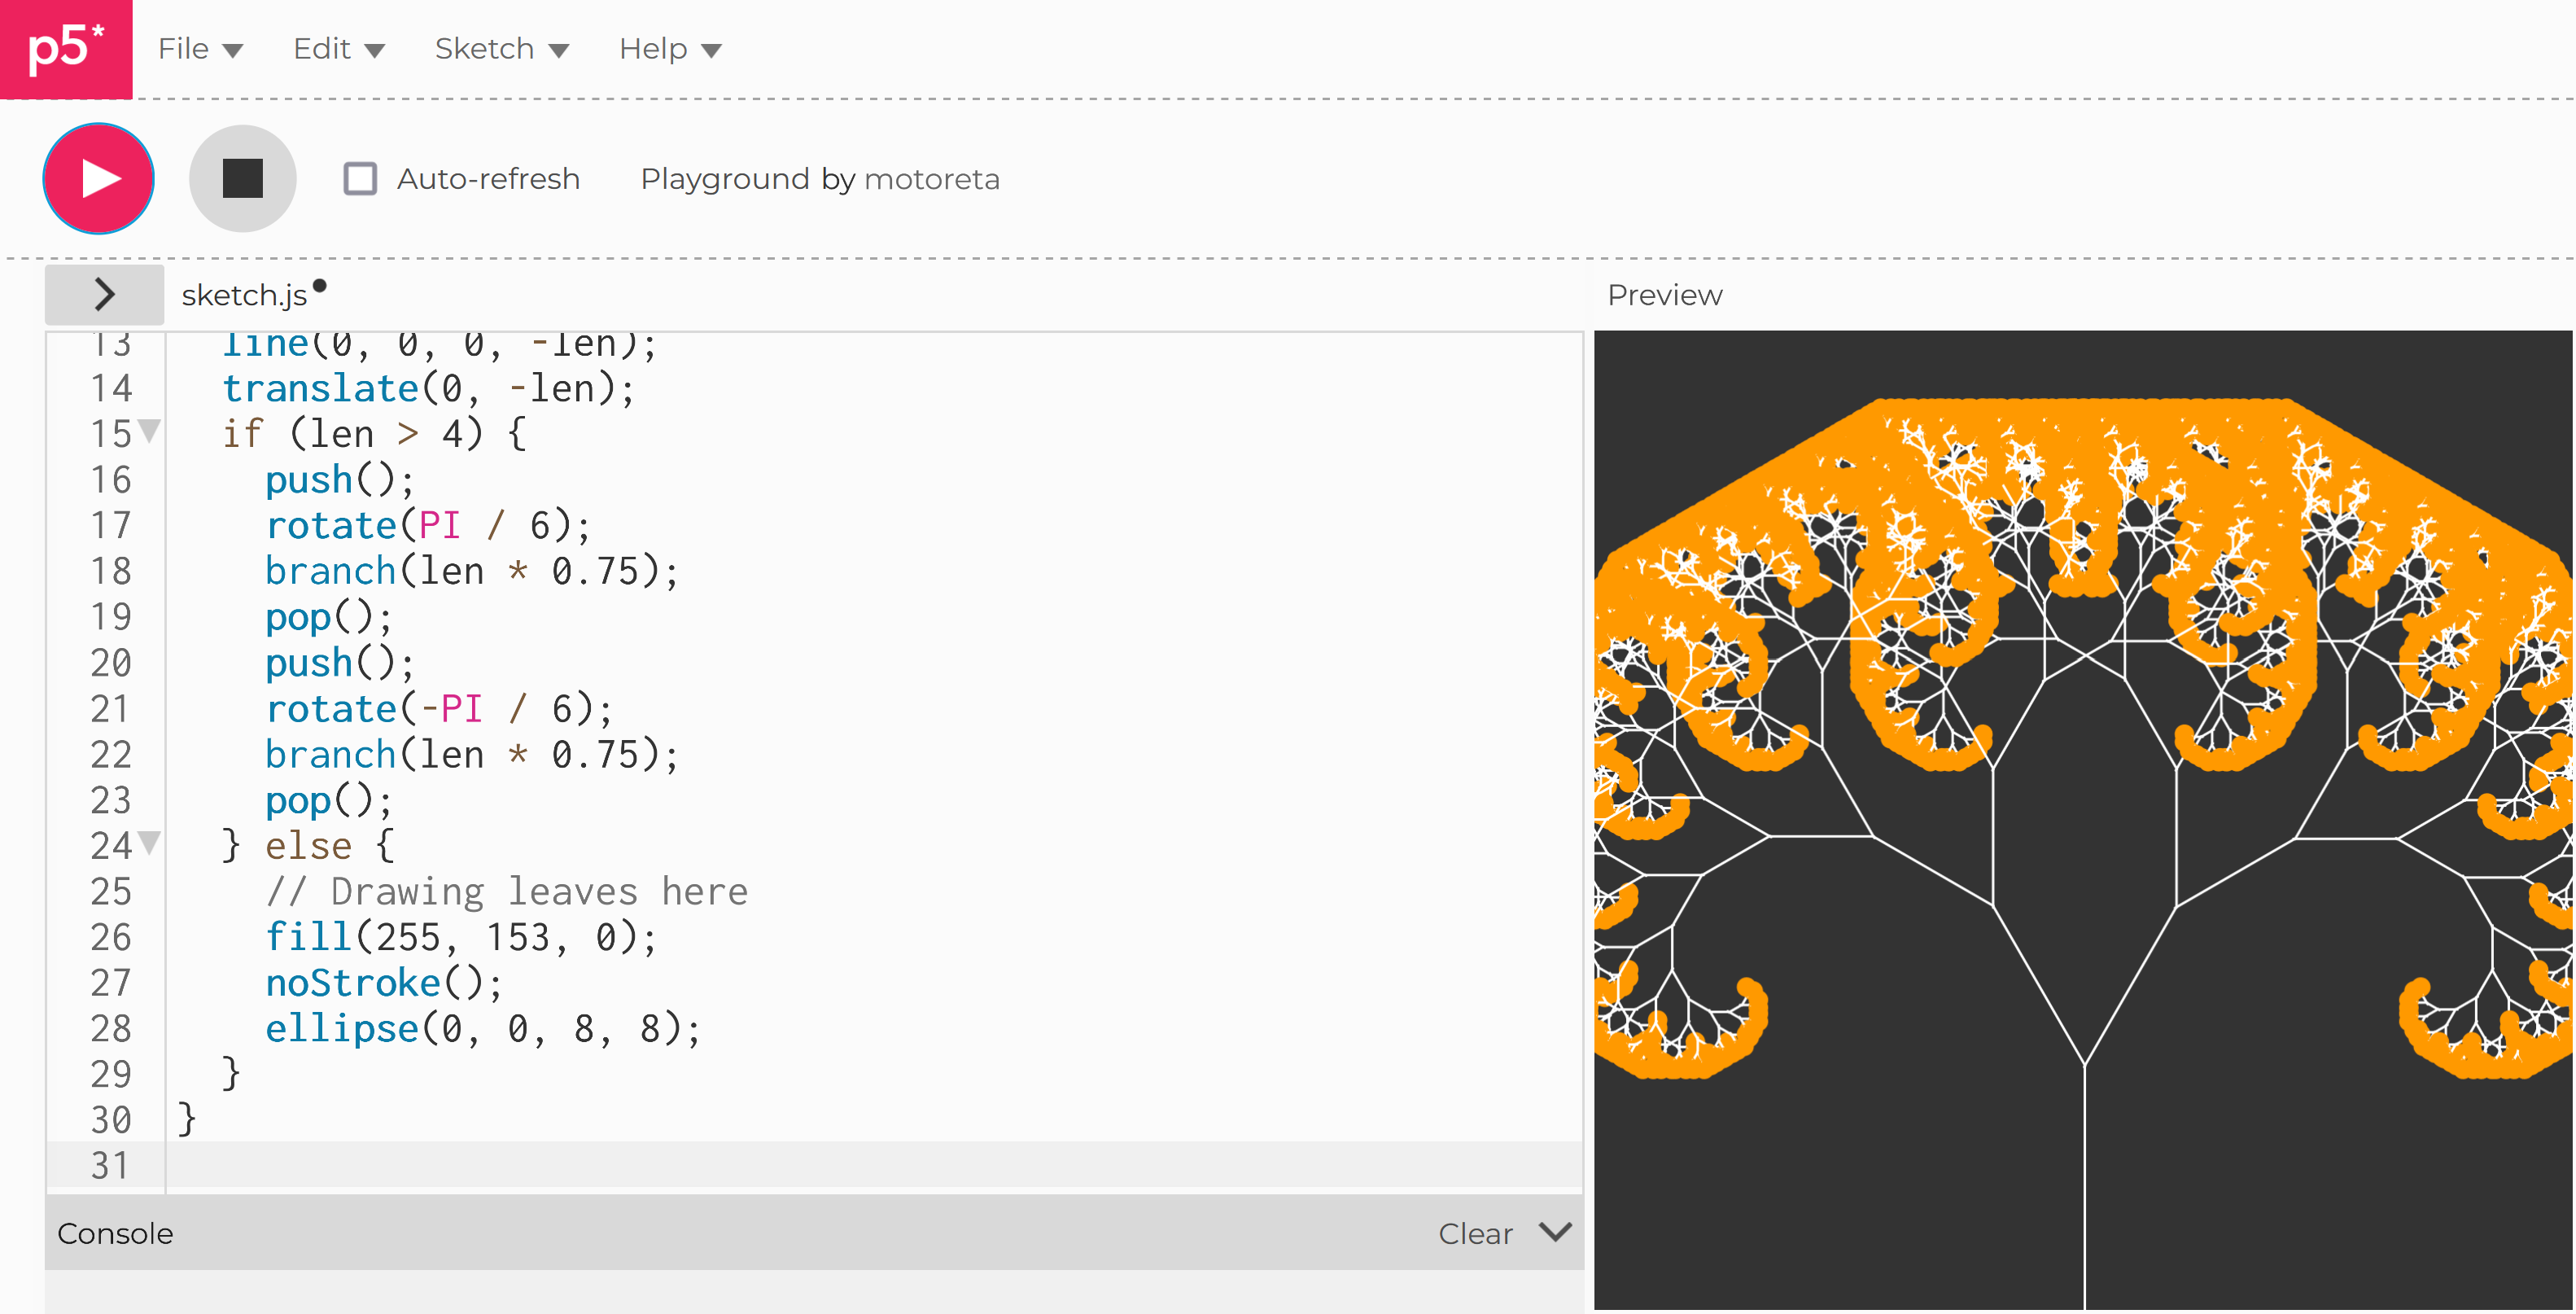 p5*
File Edit Sketch Help
Auto-refresh Playground by motoreta
sketch.js
Preview
13 line(0, 0, 0, -len);
14 translate(0, -len);
15 if (len > 4) {
16 push();
17 rotate(PI / 6);
18 branch(len * 0.75);
19 pop();
20 push();
21 rotate(-PI / 6);
22 branch(len * 0.75);
23 pop();
24 } else {
25 // Drawing leaves here
26 fill(255, 153, 0);
27 noStroke();
28 ellipse(0, 0, 8, 8);
29 }
30 }
31
Console Clear